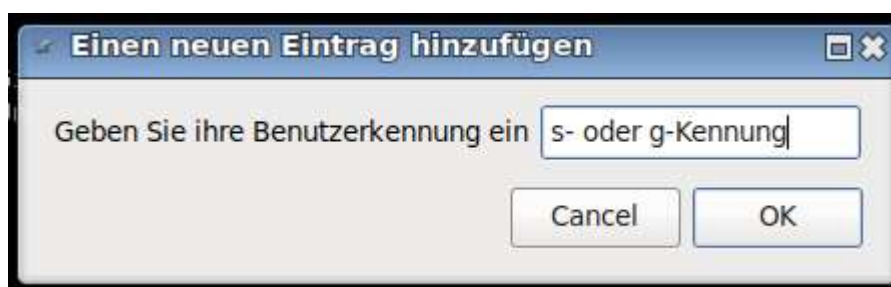 Einen neuen Eintrag hinzufügen
Geben Sie ihre Benutzerkennung ein s- oder g-Kennung
Cancel OK